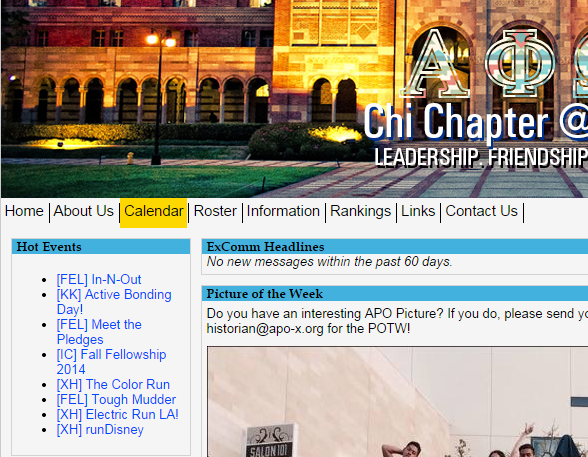 ΑΦ
Chi Chapter @
LEADERSHIP. FRIENDSHIP
Home | About Us | Calendar | Roster | Information | Rankings | Links | Contact Us |
Hot Events
[FEL] In-N-Out
[KK] Active Bonding
Day!
[FEL] Meet the
Pledges
[IC] Fall Fellowship
2014
[XH] The Color Run
[FEL] Tough Mudder
[XH] Electric Run LA!
[XH] runDisney
ExComm Headlines
No new messages within the past 60 days.
Picture of the Week
Do you have an interesting APO Picture? If you do, please send yo
historian@apo-x.org for the POTW!
SALON 101